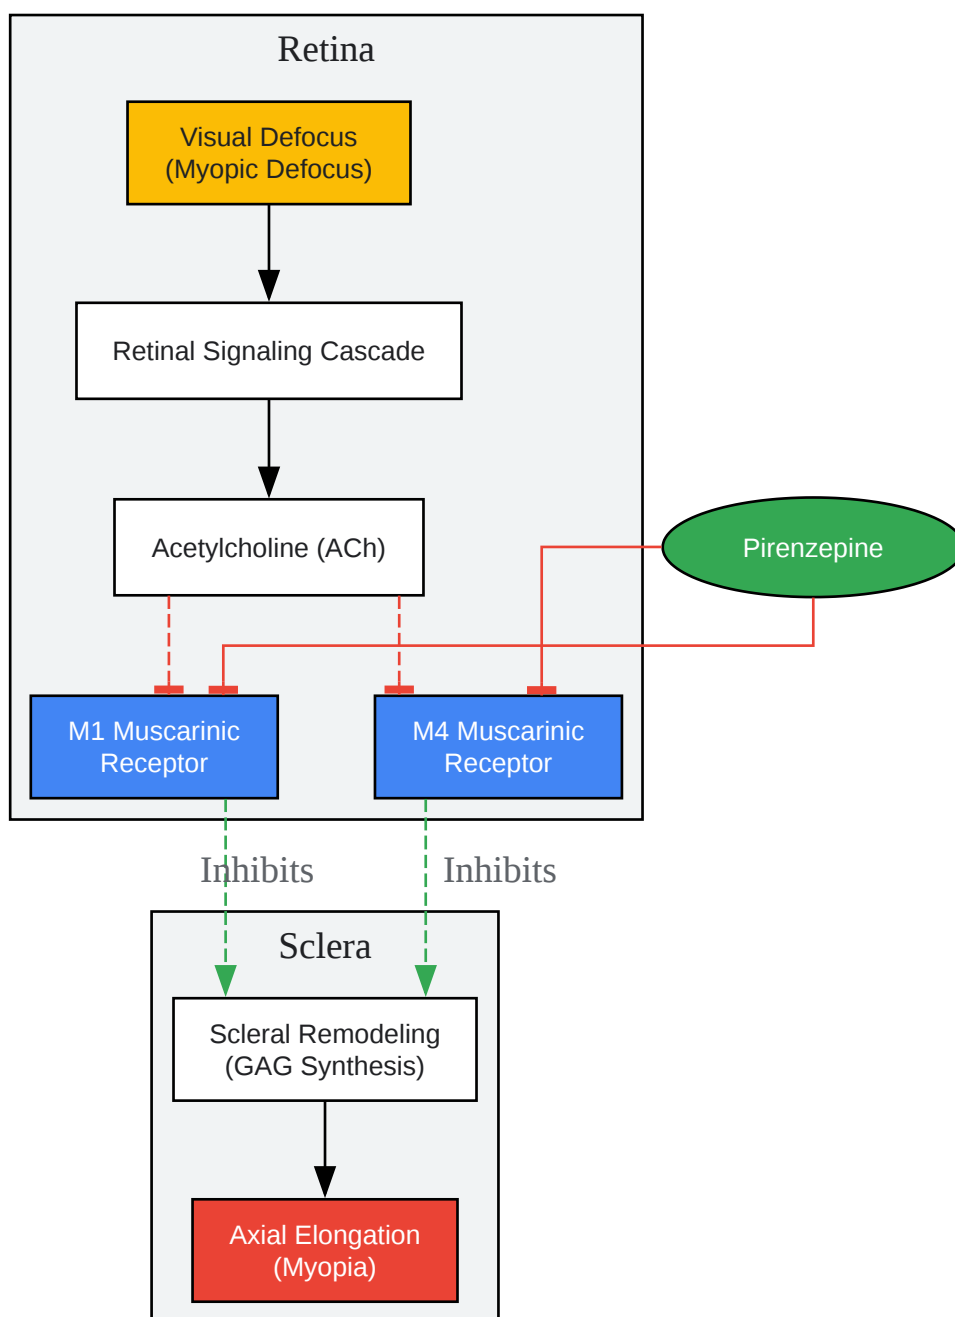 Retina
Visual Defocus
(Myopic Defocus)
Retinal Signaling Cascade
Acetylcholine (ACh)
Pirenzepine
M1 Muscarinic
Receptor
M4 Muscarinic
Receptor
Inhibits
Inhibits
Sclera
Scleral Remodeling
(GAG Synthesis)
Axial Elongation
(Myopia)